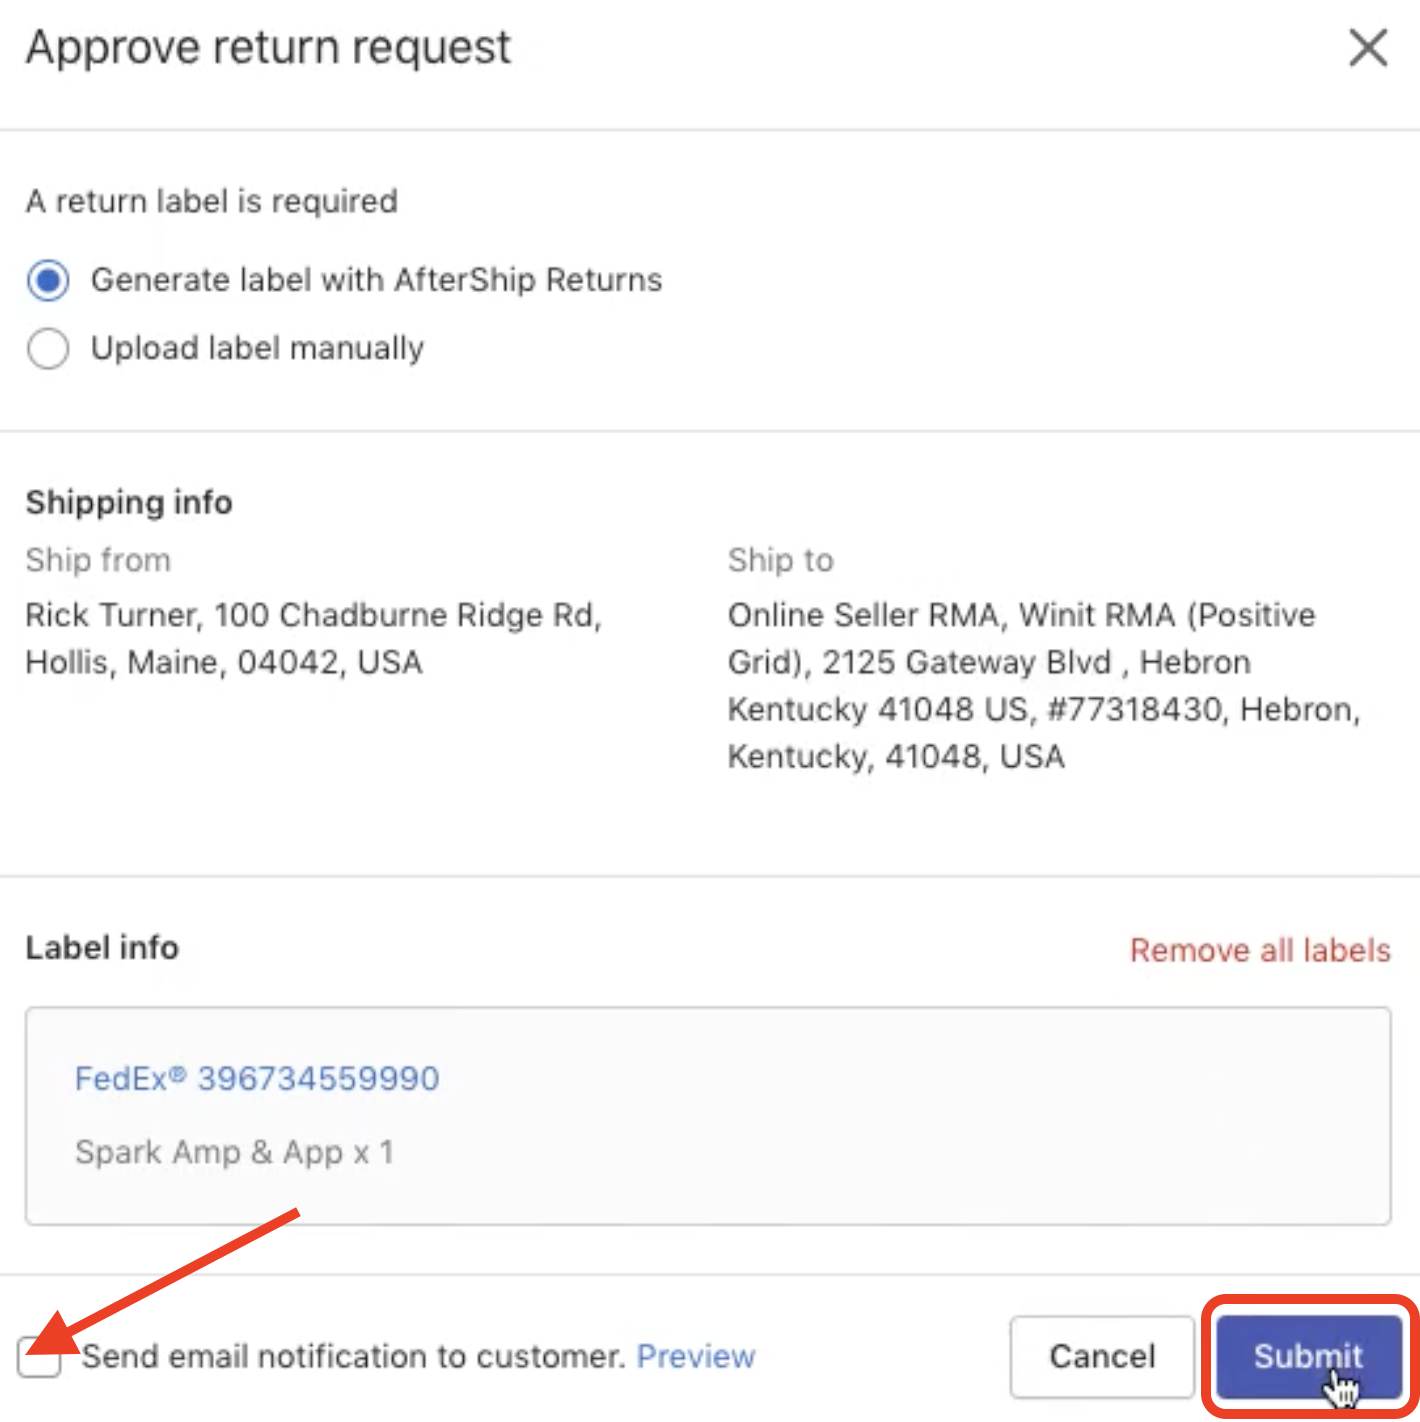 Approve return request
A return label is required
Generate label with AfterShip Returns
Upload label manually
Shipping info
Ship from
Rick Turner, 100 Chadburne Ridge Rd,
Hollis, Maine, 04042, USA
Ship to
Online Seller RMA, Winit RMA (Positive
Grid), 2125 Gateway Blvd , Hebron
Kentucky 41048 US, #77318430, Hebron,
Kentucky, 41048, USA
Label info
Remove all labels
FedEx® 396734559990
Spark Amp & App x 1
Send email notification to customer. Preview
Cancel
Submit